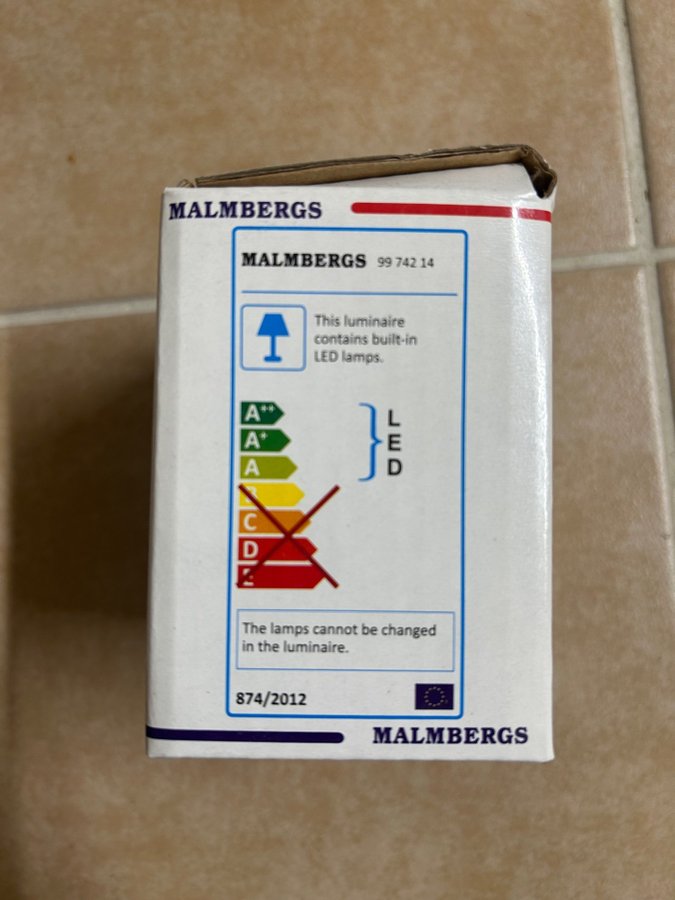 MALMBERGS
MALMBERGS 99 742 14
This luminaire
contains built-in
LED lamps.
A++
A+
A
B
C
D
E
L
E
D
The lamps cannot be changed
in the luminaire.
874/2012
MALMBERGS